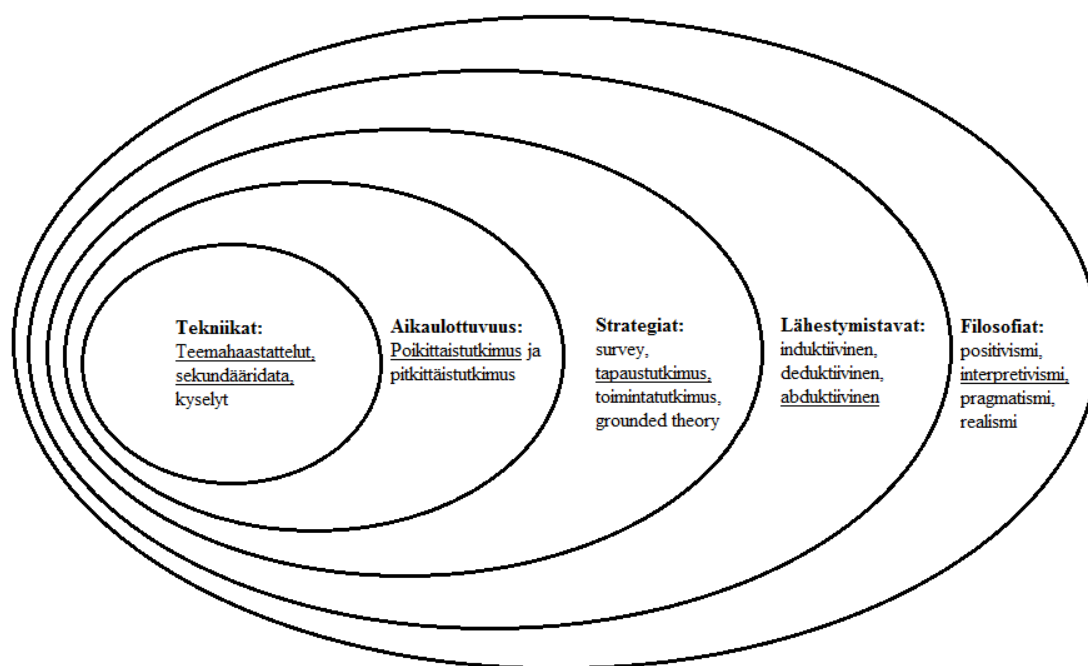 Tekniikat:
Teemahaastattelut,
sekundääridata,
kyselyt
Aikaulottuvuus:
Poikittaistutkimus ja
pitkittäistutkimus
Strategiat:
survey,
tapaustutkimus,
toimintatutkimus,
grounded theory
Lähestymistavat:
induktiivinen,
deduktiivinen,
abduktiivinen
Filosofiat:
positivismi,
interpretivismi,
pragmatismi,
realismi